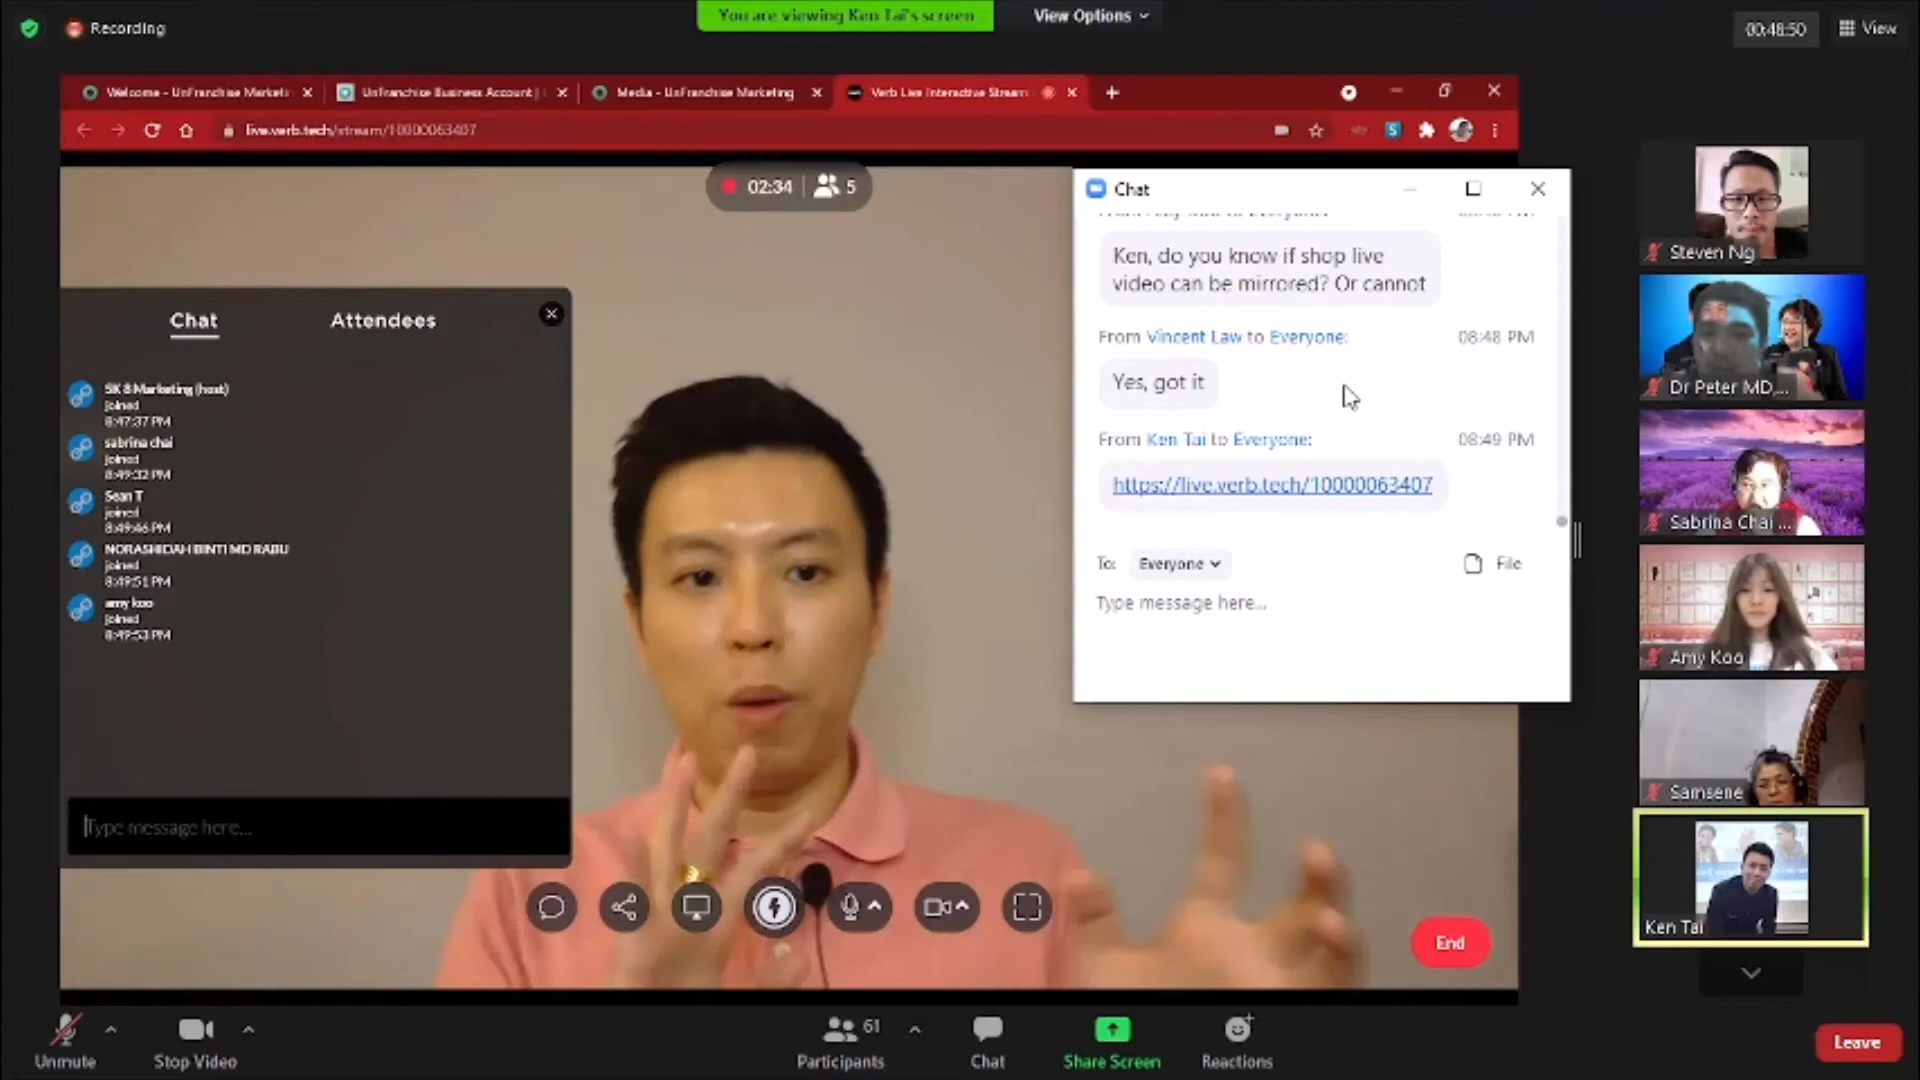 Recording
You are viewing Ken Tai's screen
View Options
00:48:50
View
Welcome - UnFranchise Marketi
UnFranchise Business Account |
Media - UnFranchise Marketing
Verb Live Interactive Stream
live.verb.tech/stream/10000063407
02:34
5
Chat
Attendees
SK 8 Marketing (host)
joined
8:47:37 PM
sabrina chai
joined
8:49:32 PM
Sean T
joined
8:49:46 PM
NORASHIDAH BINTI MD RABU
joined
8:49:51 PM
amy koo
joined
8:49:53 PM
Type message here...
Chat
Ken, do you know if shop live
video can be mirrored? Or cannot
From Vincent Law to Everyone:
08:48 PM
Yes, got it
From Ken Tai to Everyone:
08:49 PM
https://live.verb.tech/10000063407
To: Everyone
File
Type message here...
End
Steven Ng
Dr Peter MD,...
Sabrina Chai ...
Amy Koo
Samsene
Ken Tai
Unmute
Stop Video
61
Participants
Chat
Share Screen
Reactions
Leave